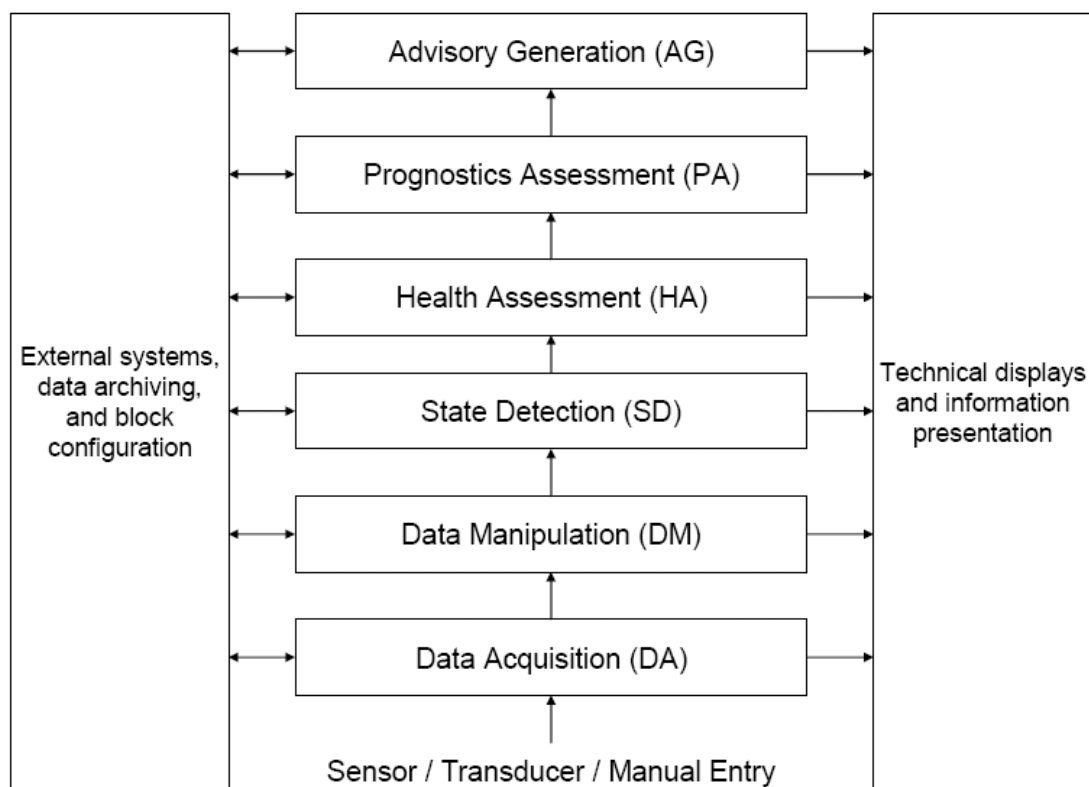 Advisory Generation (AG)
Prognostics Assessment (PA)
Health Assessment (HA)
External systems,
data archiving,
and block
configuration
State Detection (SD)
Technical displays
and information
presentation
Data Manipulation (DM)
Data Acquisition (DA)
Sensor / Transducer / Manual Entry